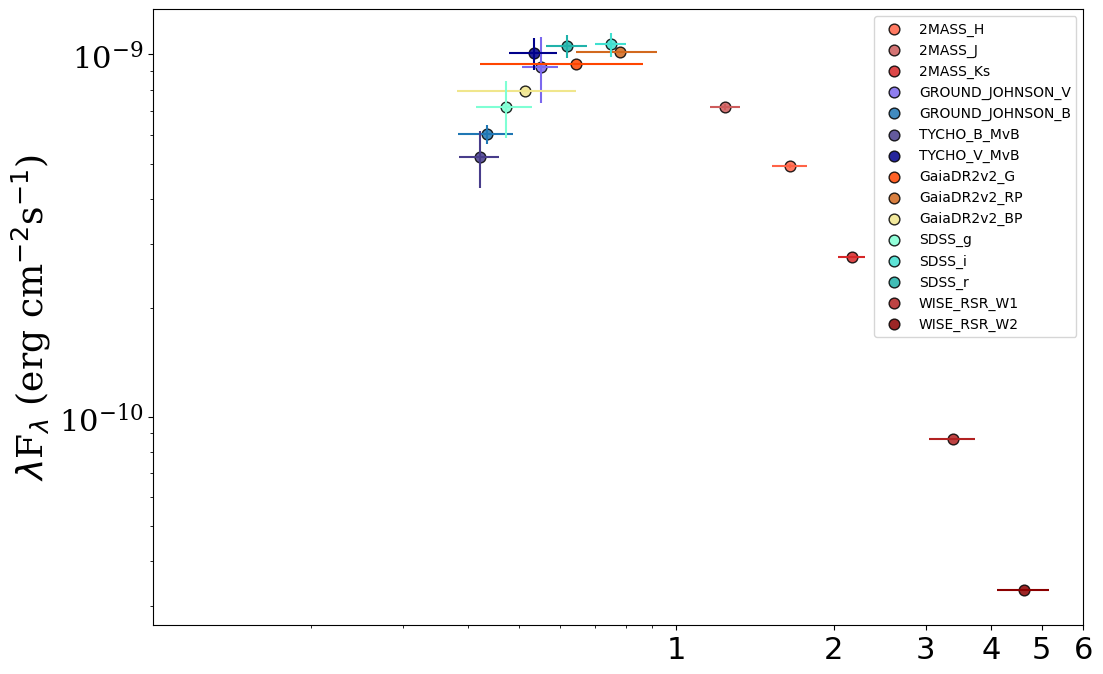 10⁻⁹
10⁻¹⁰
λF_λ (erg cm⁻²s⁻¹)
2MASS_H
2MASS_J
2MASS_Ks
GROUND_JOHNSON_V
GROUND_JOHNSON_B
TYCHO_B_MvB
TYCHO_V_MvB
GaiaDR2v2_G
GaiaDR2v2_RP
GaiaDR2v2_BP
SDSS_g
SDSS_i
SDSS_r
WISE_RSR_W1
WISE_RSR_W2
1 2 3 4 5 6